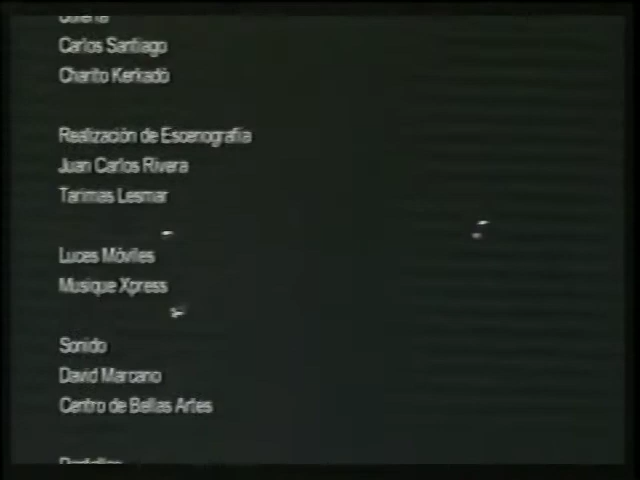 Carlos Santiago
Charito Kerkadó
Realización de Escenografía
Juan Carlos Rivera
Tarimas Lesmar
Luces Móviles
Musique Xpress
Sonido
David Marcano
Centro de Bellas Artes